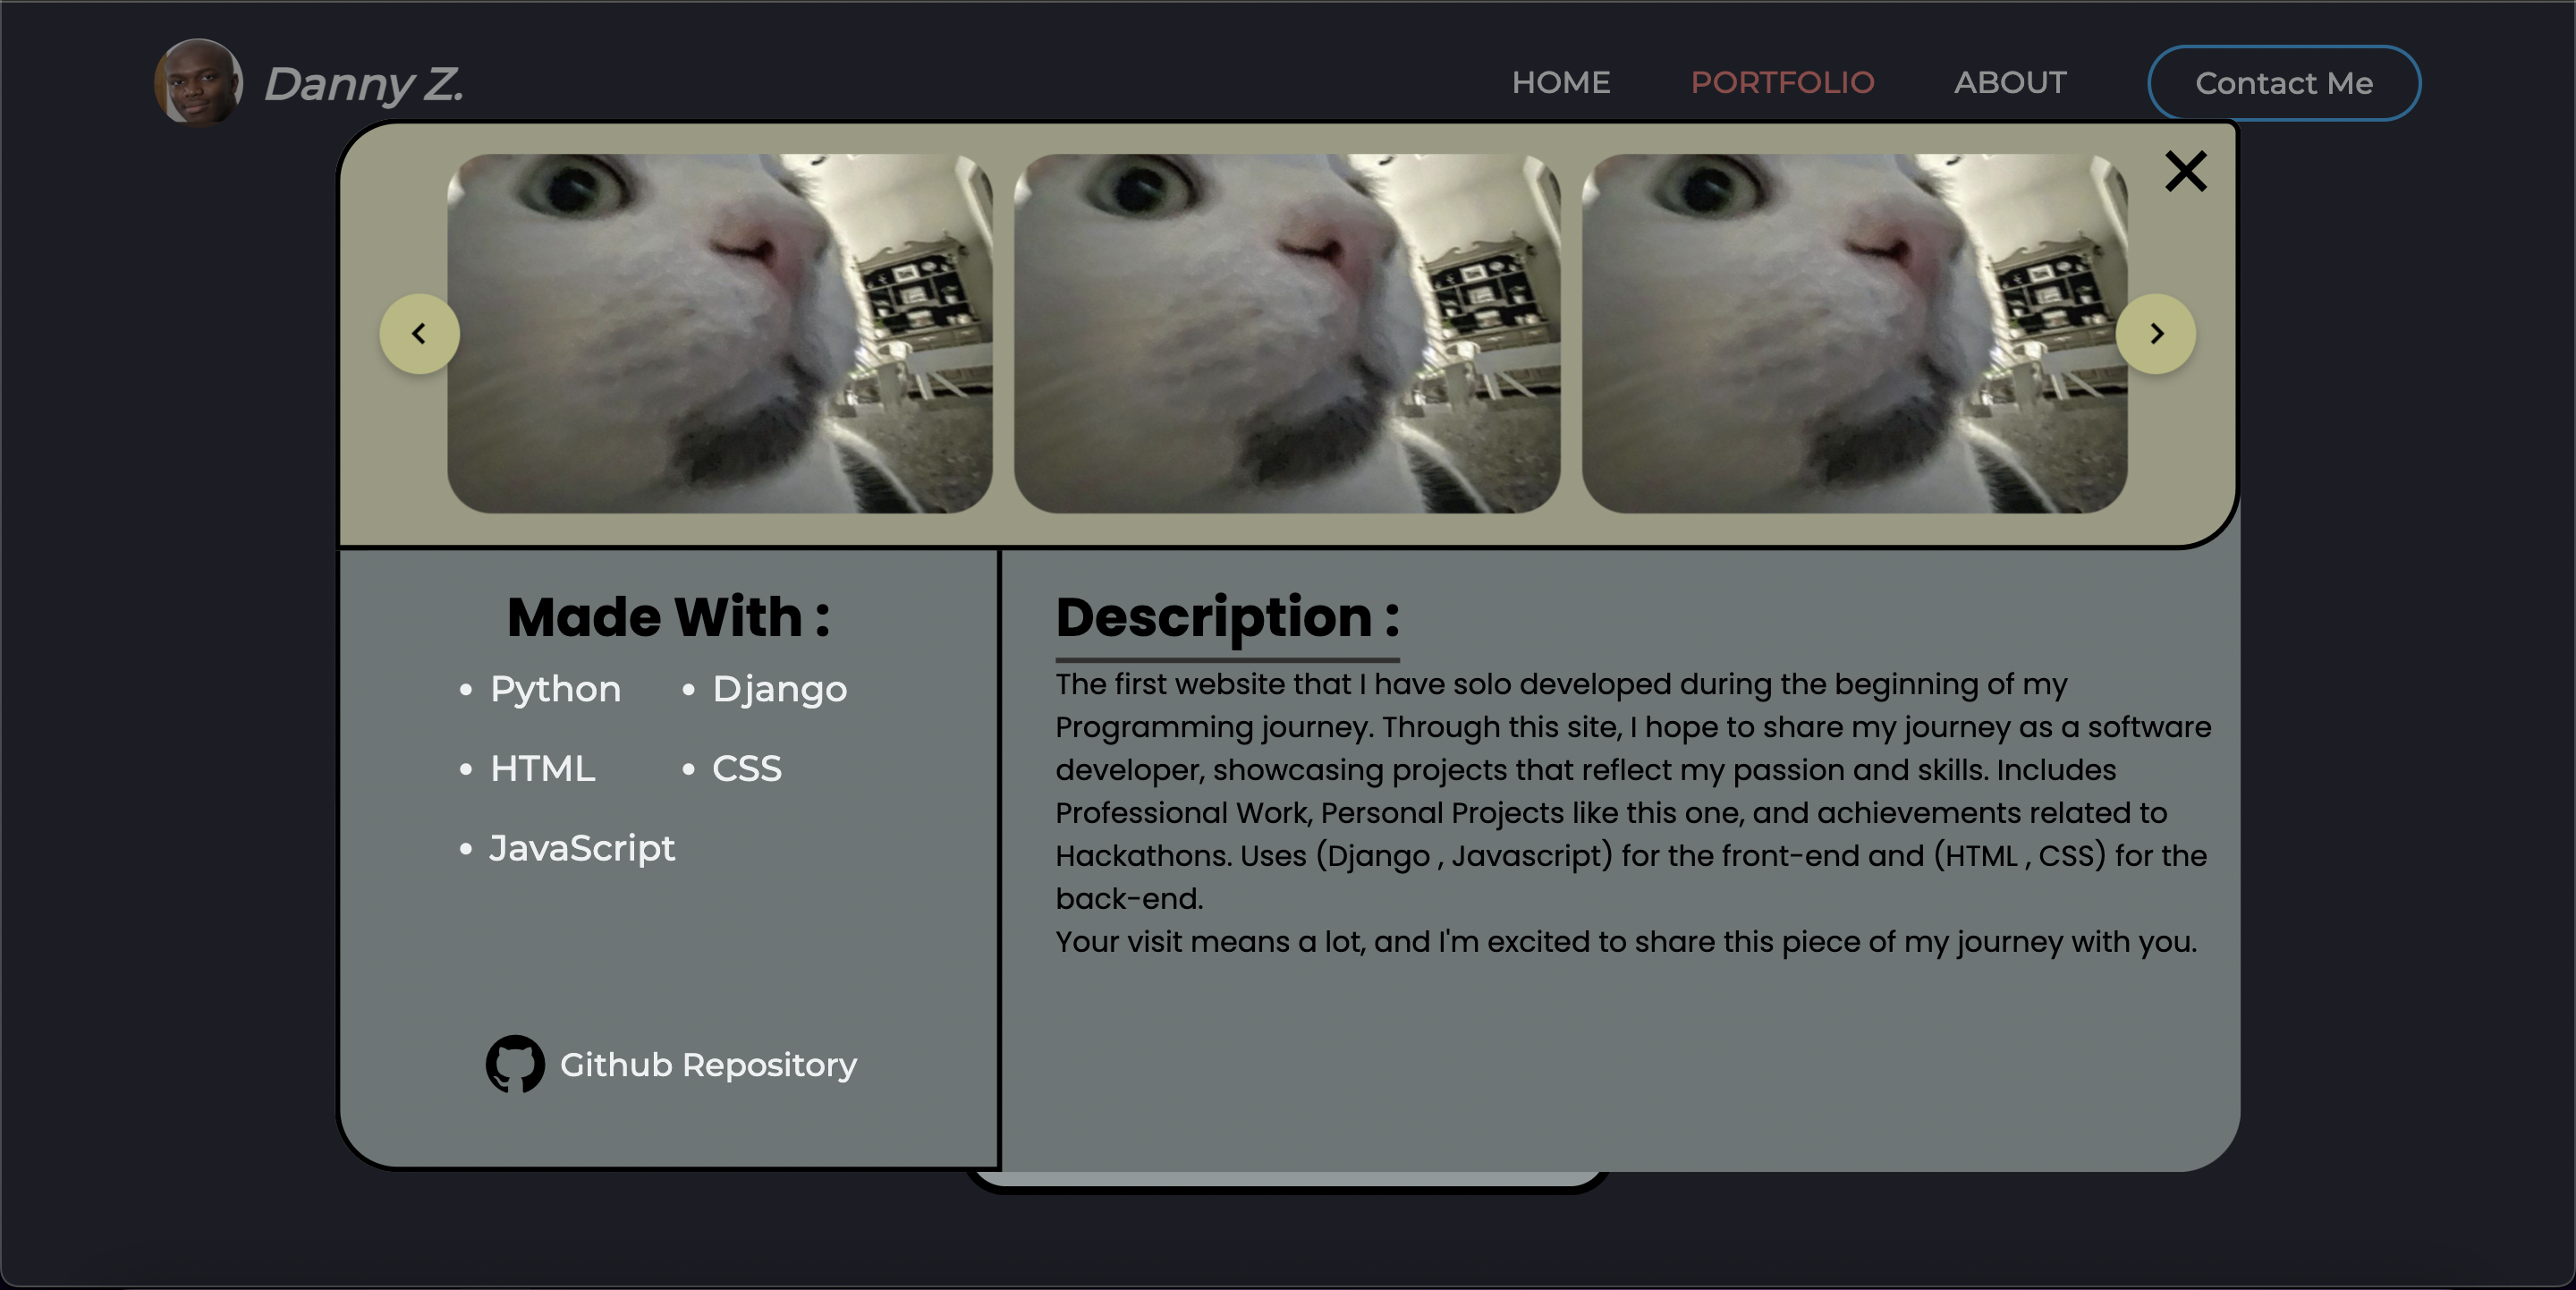 Danny Z.
HOME PORTFOLIO ABOUT Contact Me
Made With :
• Python • Django
• HTML • CSS
• JavaScript
Github Repository
Description :
The first website that I have solo developed during the beginning of my
Programming journey. Through this site, I hope to share my journey as a software
developer, showcasing projects that reflect my passion and skills. Includes
Professional Work, Personal Projects like this one, and achievements related to
Hackathons. Uses (Django , Javascript) for the front-end and (HTML , CSS) for the
back-end.
Your visit means a lot, and I'm excited to share this piece of my journey with you.